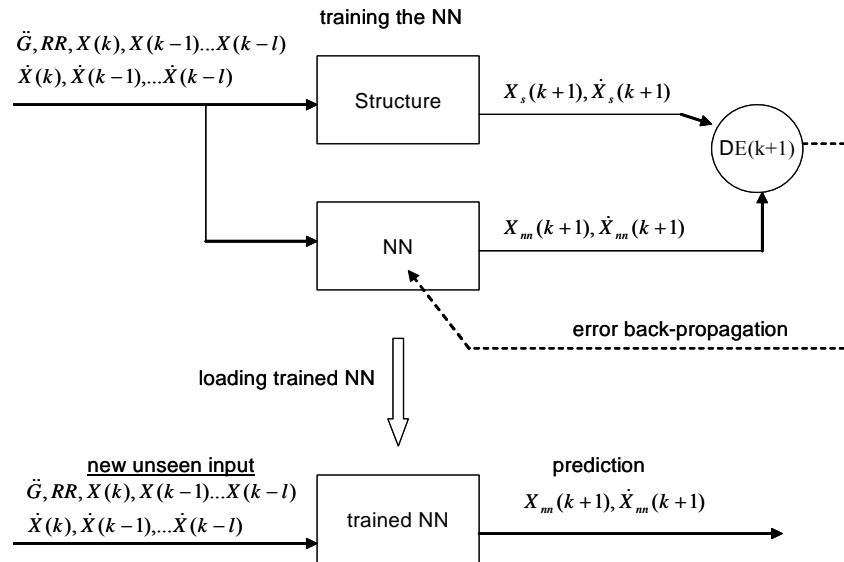 training the NN
G̈, RR, X(k), X(k−1)...X(k−l)
Ẋ(k), Ẋ(k−1),...Ẋ(k−l)
Structure
X_s(k+1), Ẋ_s(k+1)
DE(k+1)
NN
X_nn(k+1), Ẋ_nn(k+1)
error back-propagation
loading trained NN
new unseen input
G̈, RR, X(k), X(k−1)...X(k−l)
Ẋ(k), Ẋ(k−1),...Ẋ(k−l)
trained NN
prediction
X_nn(k+1), Ẋ_nn(k+1)